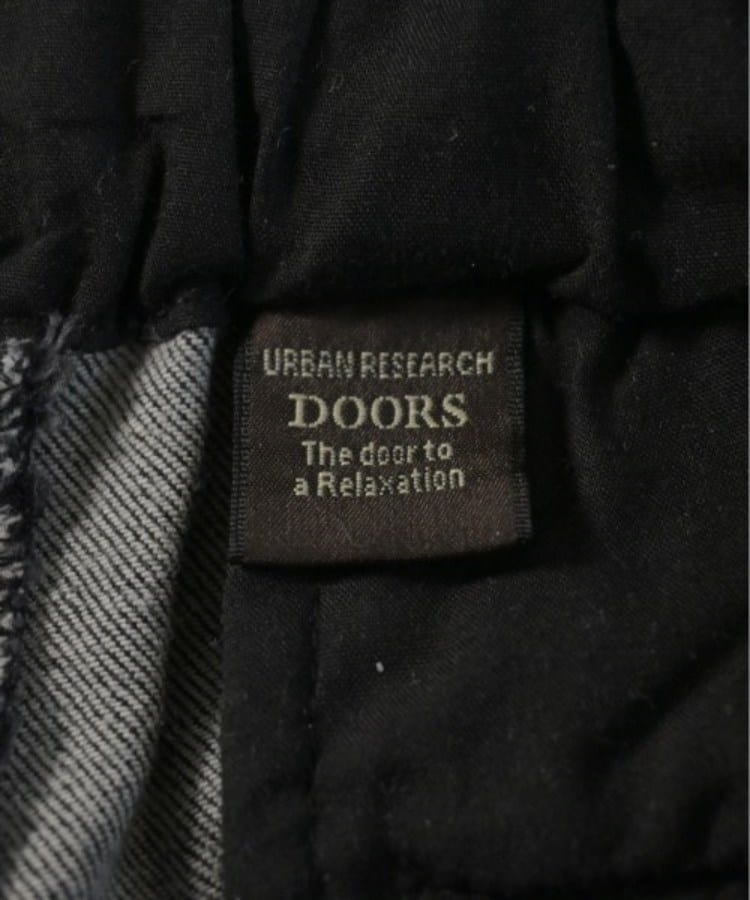 URBAN RESEARCH
DOORS
The door to
a Relaxation